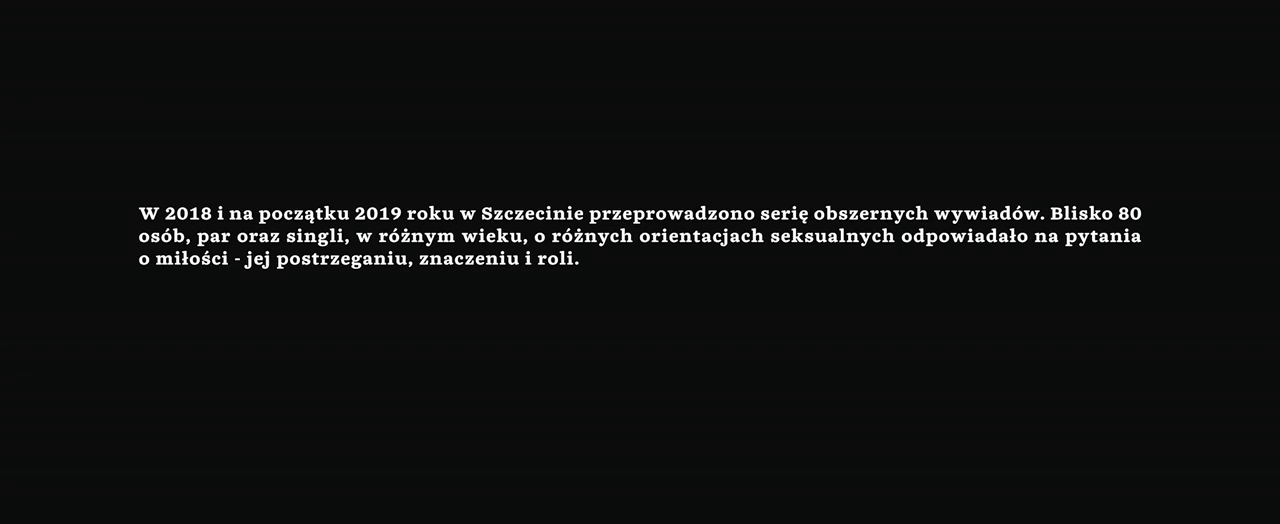 W 2018 i na początku 2019 roku w Szczecinie przeprowadzono serię obszernych wywiadów. Blisko 80
osób, par oraz singli, w różnym wieku, o różnych orientacjach seksualnych odpowiadało na pytania
o miłości - jej postrzeganiu, znaczeniu i roli.